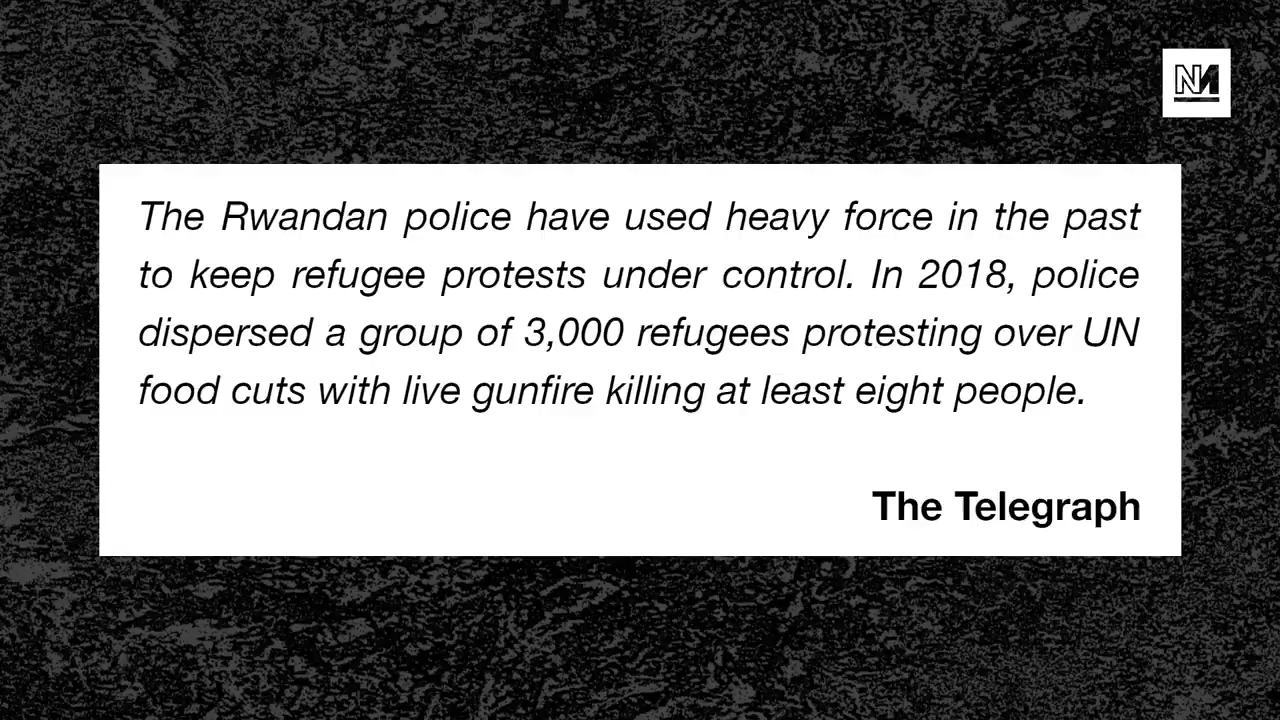 NM
The Rwandan police have used heavy force in the past
to keep refugee protests under control. In 2018, police
dispersed a group of 3,000 refugees protesting over UN
food cuts with live gunfire killing at least eight people.
The Telegraph